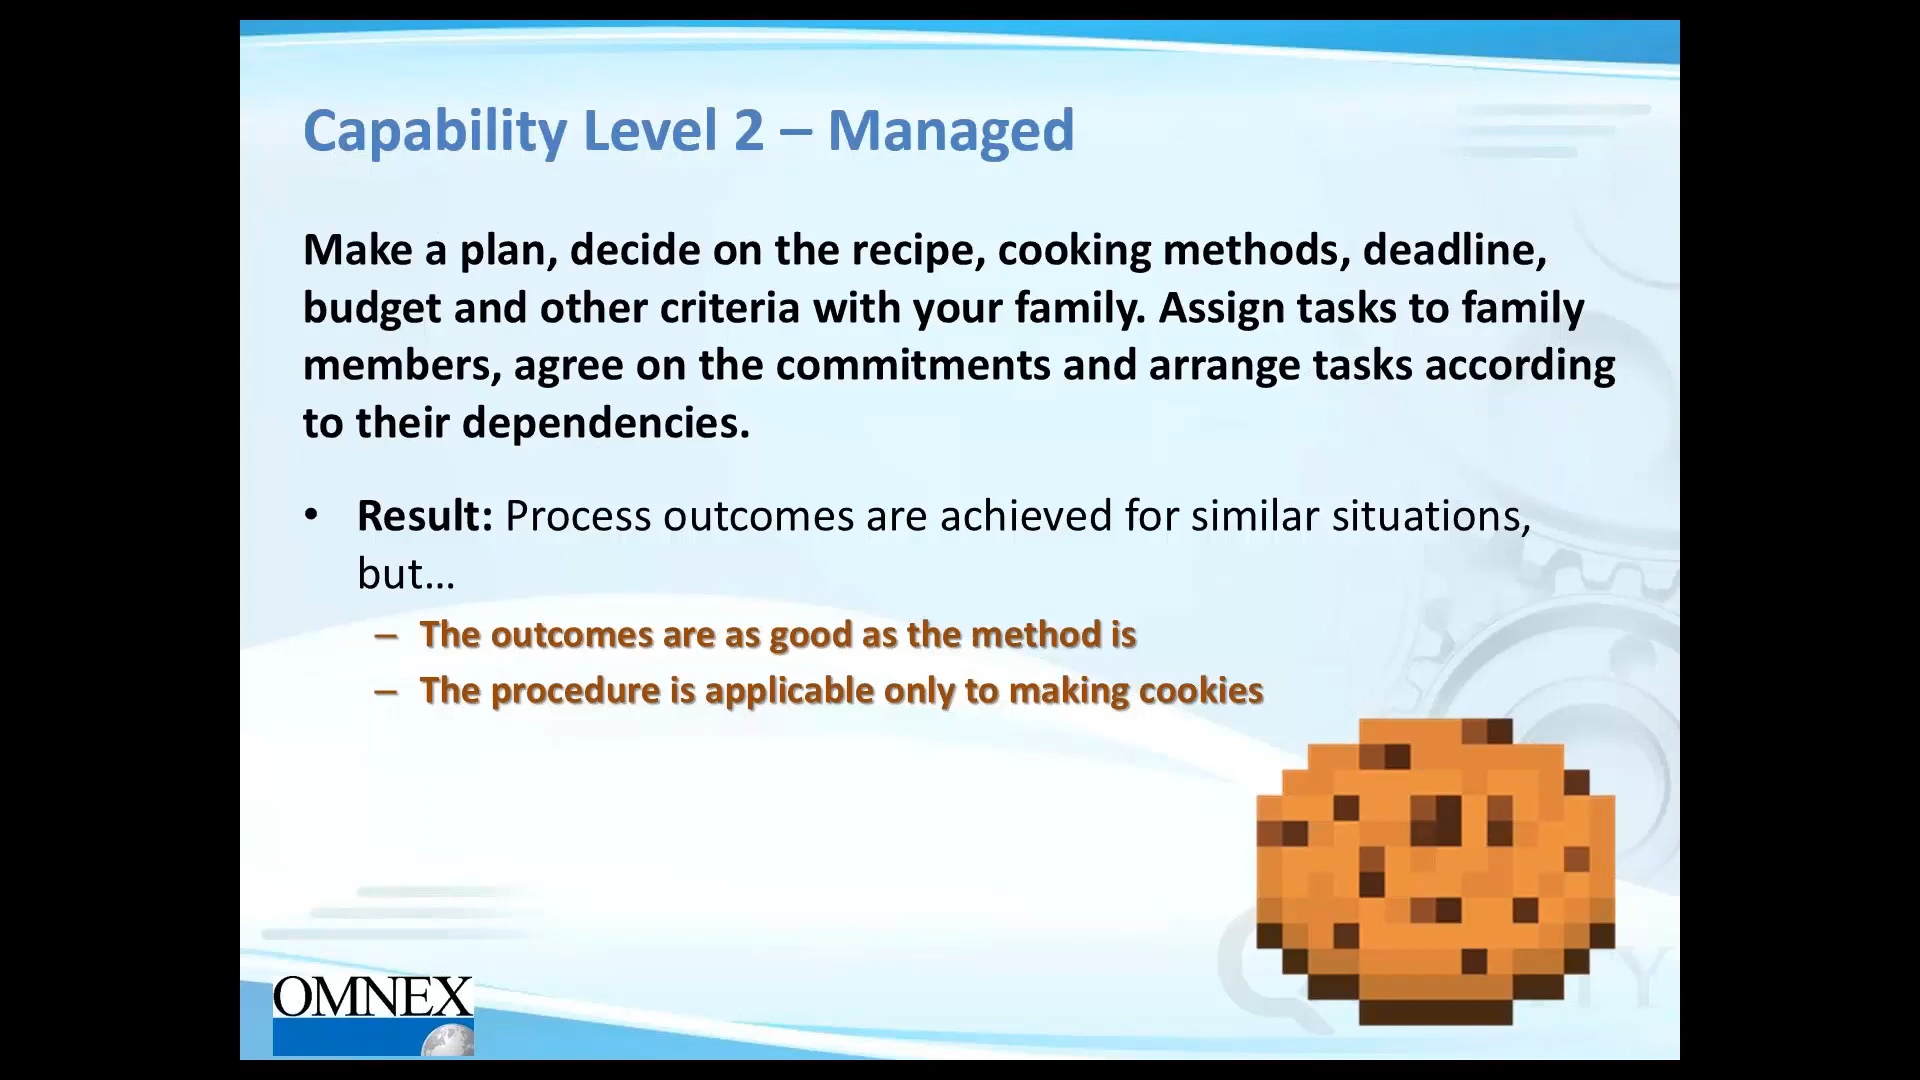 Capability Level 2 – Managed
Make a plan, decide on the recipe, cooking methods, deadline,
budget and other criteria with your family. Assign tasks to family
members, agree on the commitments and arrange tasks according
to their dependencies.
• Result: Process outcomes are achieved for similar situations,
but…
– The outcomes are as good as the method is
– The procedure is applicable only to making cookies
OMNEX